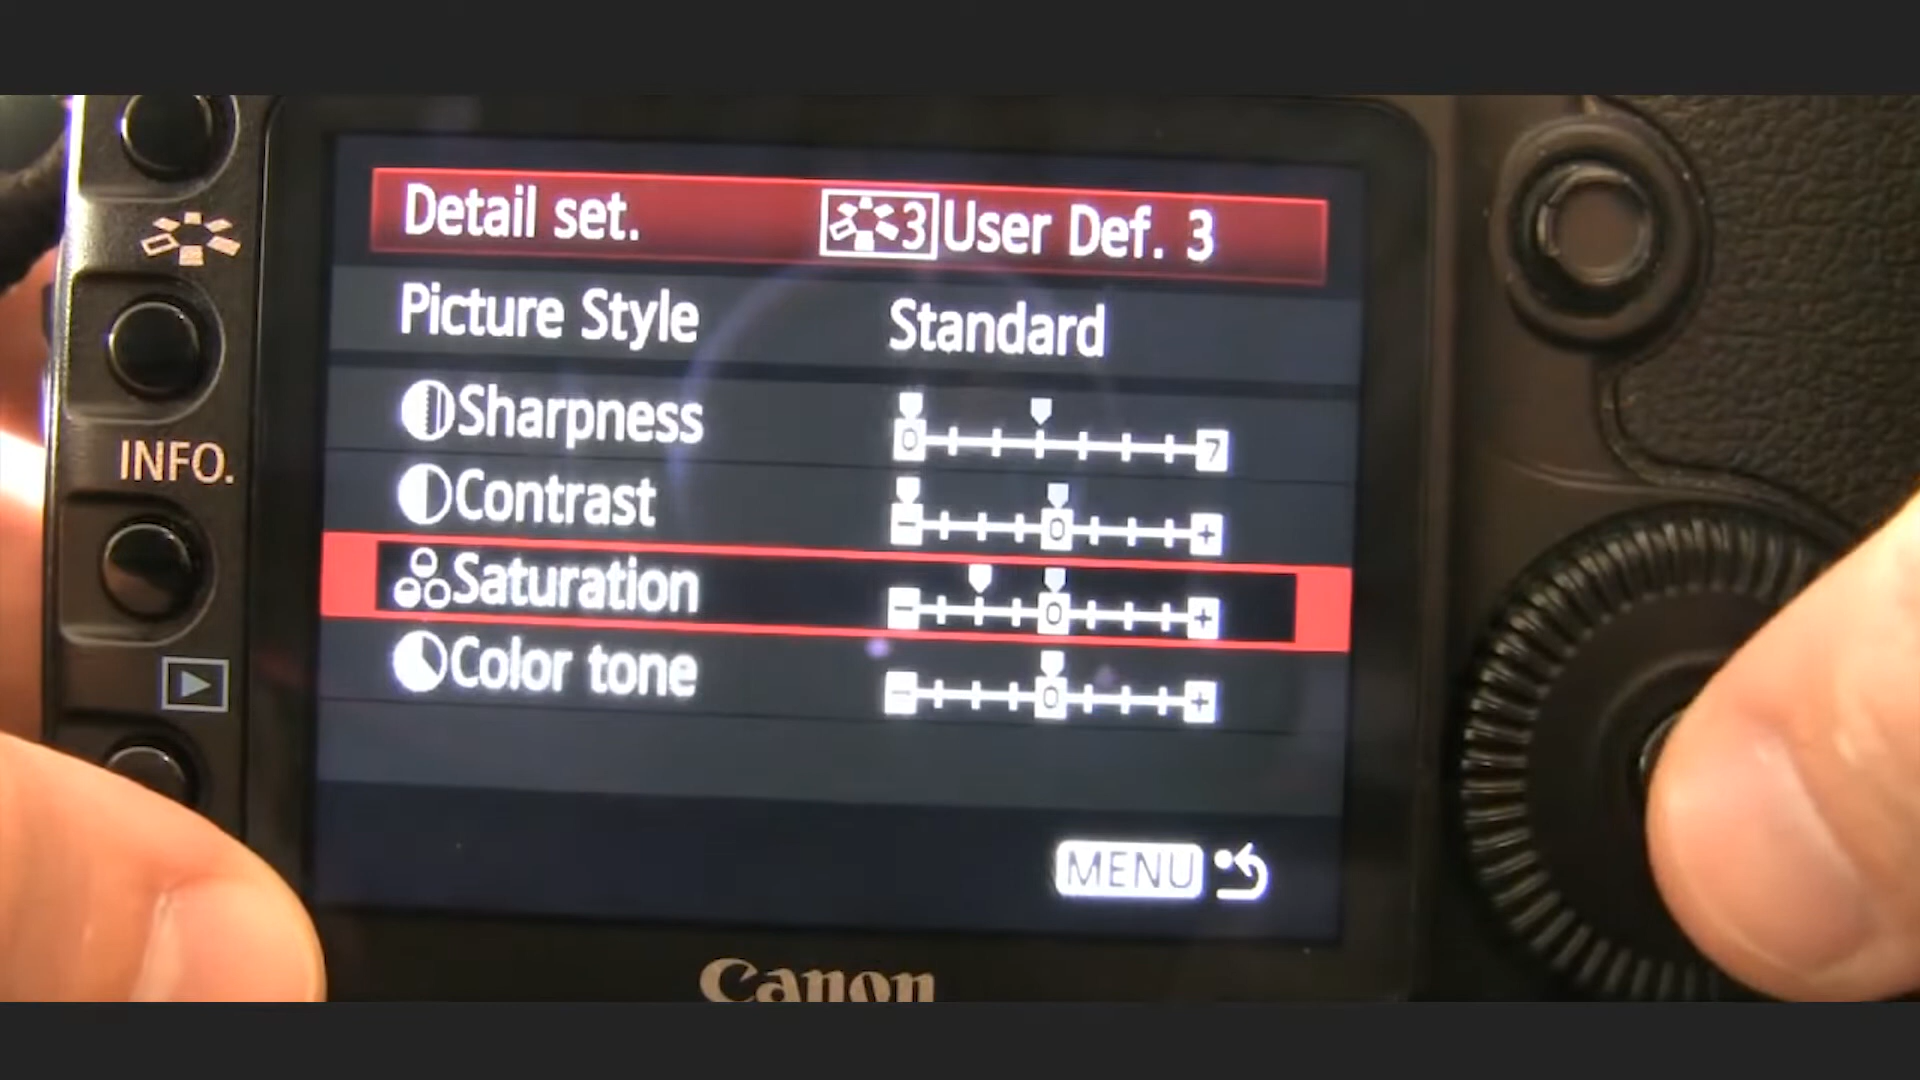 Detail set. 3 User Def. 3
Picture Style Standard
Sharpness 0 7
Contrast - 0 +
Saturation - 0 +
INFO.
Color tone - 0 +
MENU
Canon